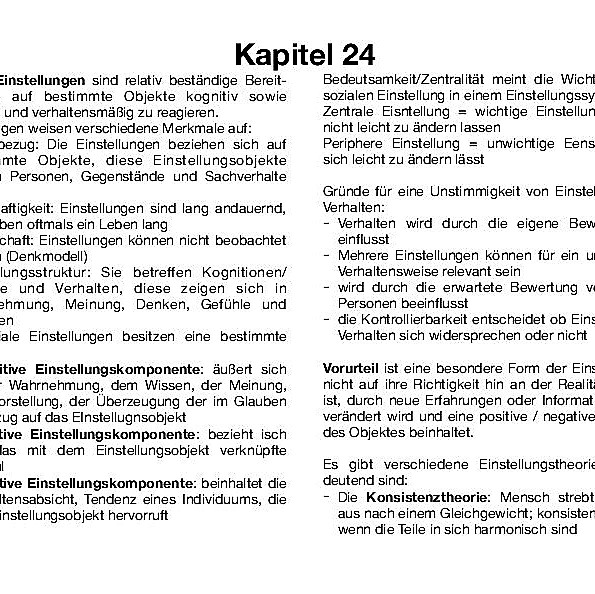 Kapitel 24
Einstellungen sind relativ beständige Bereit-
auf bestimmte Objekte kognitiv sowie
und verhaltensmäßig zu reagieren.
gen weisen verschiedene Merkmale auf:
bezug: Die Einstellungen beziehen sich auf
mte Objekte, diese Einstellungsobjekte
Personen, Gegenstände und Sachverhalte
aftigkeit: Einstellungen sind lang andauernd,
ben oftmals ein Leben lang
schaft: Einstellungen können nicht beobachtet
(Denkmodell)
lungsstruktur: Sie betreffen Kognitionen/
e und Verhalten, diese zeigen sich in
ehmung, Meinung, Denken, Gefühle und
en
iale Einstellungen besitzen eine bestimmte
itive Einstellungskomponente: äußert sich
r Wahrnehmung, dem Wissen, der Meinung,
orstellung, der Überzeugung der im Glauben
zug auf das EInstellugnsobjekt
tive Einstellungskomponente: bezieht isch
das mit dem Einstellungsobjekt verknüpfte
l
tive Einstellungskomponente: beinhaltet die
ltensabsicht, Tendenz eines Individuums, die
instellungsobjekt hervorruft
Bedeutsamkeit/Zentralität meint die Wicht
sozialen Einstellung in einem Einstellungssy
Zentrale Eisntellung = wichtige Einstellun
nicht leicht zu ändern lassen
Periphere Einstellung = unwichtige Eens
sich leicht zu ändern lässt
Gründe für eine Unstimmigkeit von Einstel
Verhalten:
- Verhalten wird durch die eigene Bew
einflusst
- Mehrere Einstellungen können für ein u
Verhaltensweise relevant sein
- wird durch die erwartete Bewertung v
Personen beeinflusst
- die Kontrollierbarkeit entscheidet ob Eins
Verhalten sich widersprechen oder nicht
Vorurteil ist eine besondere Form der Eins
nicht auf ihre Richtigkeit hin an der Realitä
ist, durch neue Erfahrungen oder Informat
verändert wird und eine positive / negative
des Objektes beinhaltet.
Es gibt verschiedene Einstellungstheorie
deutend sind:
- Die Konsistenztheorie: Mensch strebt
aus nach einem Gleichgewicht; konsisten
wenn die Teile in sich harmonisch sind